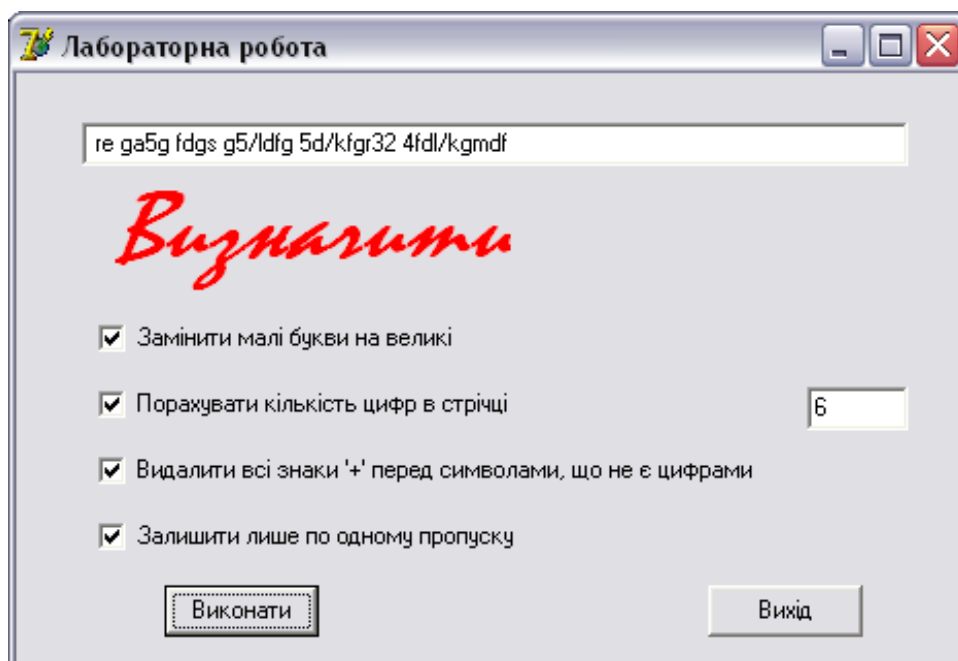 Лабораторна робота
re ga5g fdgs g5/ldfg 5d/kfgr32 4fdl/kgmdf
Визначити
Замінити малі букви на великі
Порахувати кількість цифр в стрічці 6
Видалити всі знаки '+' перед символами, що не є цифрами
Залишити лише по одному пропуску
Виконати Вихід